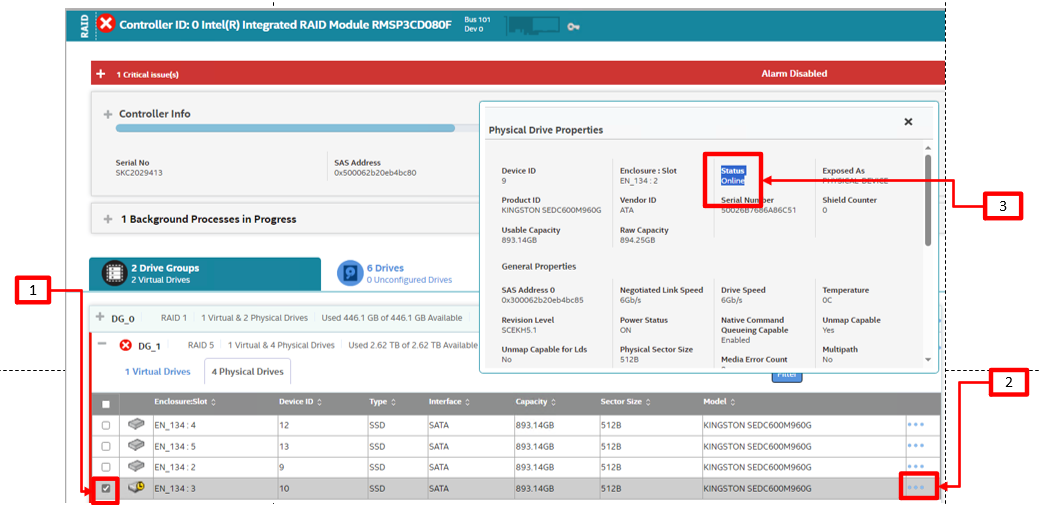 RAID
Controller ID: 0 Intel(R) Integrated RAID Module RMSP3CD080F
Bus 101
Dev 0
1 Critical issue(s)
Alarm Disabled
Controller Info
Serial No
SKC2029413
SAS Address
0x500062b20eb4bc80
1 Background Processes in Progress
Physical Drive Properties
Device ID
9
Enclosure : Slot
EN_134 : 2
Status
Online
Exposed As
PHYSICAL DEVICE
Product ID
KINGSTON SEDC600M960G
Vendor ID
ATA
Serial Number
50026B7686A86C51
Shield Counter
0
Usable Capacity
893.14GB
Raw Capacity
894.25GB
General Properties
SAS Address 0
0x300062b20eb4bc85
Negotiated Link Speed
6Gb/s
Drive Speed
6Gb/s
Temperature
0C
Revision Level
SCEKH5.1
Power Status
ON
Native Command
Queueing Capable
Enabled
Unmap Capable
Yes
Unmap Capable for Lds
No
Physical Sector Size
512B
Media Error Count
Multipath
No
3
2 Drive Groups
2 Virtual Drives
6 Drives
0 Unconfigured Drives
1
DG_0 RAID 1 1 Virtual & 2 Physical Drives Used 446.1 GB of 446.1 GB Available
DG_1 RAID 5 1 Virtual & 4 Physical Drives Used 2.62 TB of 2.62 TB Available
1 Virtual Drives
4 Physical Drives
Filter
2
Enclosure:Slot Device ID Type Interface Capacity Sector Size Model
EN_134 : 4 12 SSD SATA 893.14GB 512B KINGSTON SEDC600M960G
EN_134 : 5 13 SSD SATA 893.14GB 512B KINGSTON SEDC600M960G
EN_134 : 2 9 SSD SATA 893.14GB 512B KINGSTON SEDC600M960G
EN_134 : 3 10 SSD SATA 893.14GB 512B KINGSTON SEDC600M960G